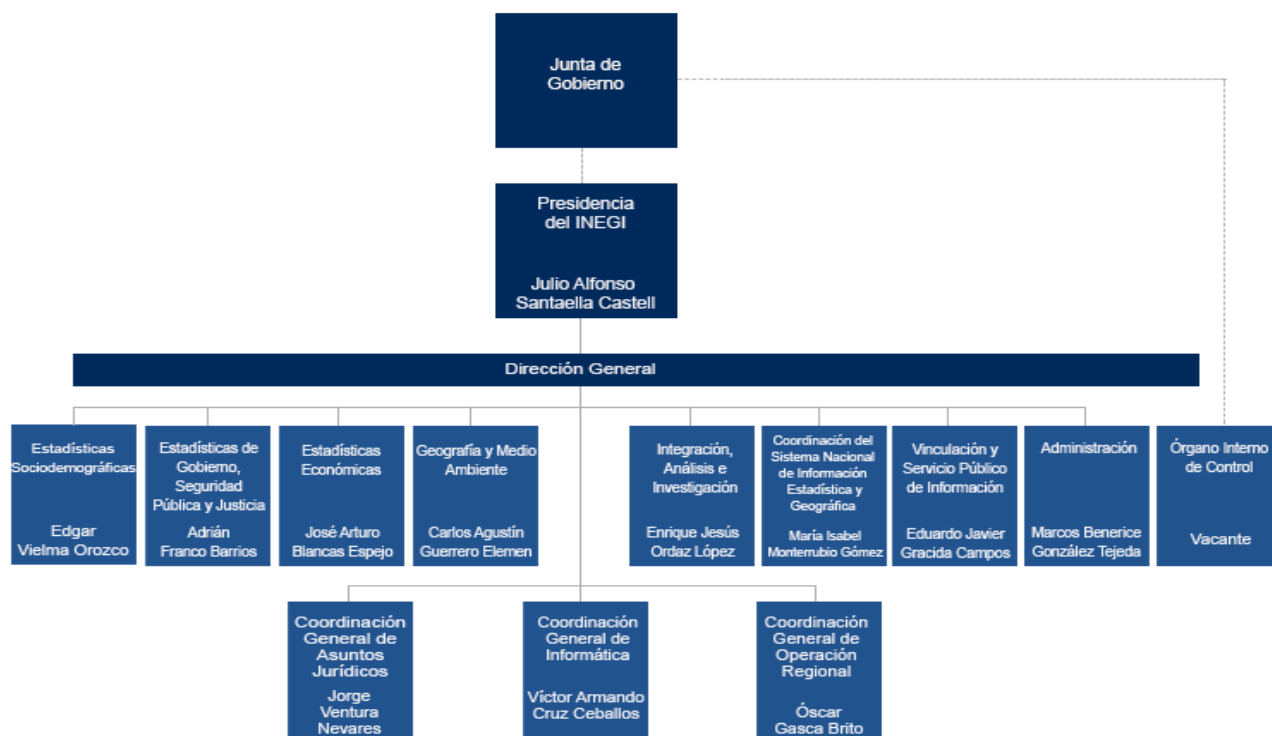 Junta de
Gobierno
Presidencia
del INEGI
Julio Alfonso
Santaella Castell
Dirección General
Estadísticas
Sociodemográficas
Edgar
Vielma Orozco
Estadísticas de
Gobierno,
Seguridad
Pública y Justicia
Adrián
Franco Barrios
Estadísticas
Económicas
José Arturo
Blancas Espejo
Geografía y Medio
Ambiente
Carlos Agustín
Guerrero Elemen
Integración,
Análisis e
Investigación
Enrique Jesús
Ordaz López
Coordinación del
Sistema Nacional
de Información
Estadística y
Geográfica
María Isabel
Monterrubio Gómez
Vinculación y
Servicio Público
de Información
Eduardo Javier
Gracida Campos
Administración
Marcos Benerice
González Tejeda
Órgano Interno
de Control
Vacante
Coordinación
General de
Asuntos
Jurídicos
Jorge
Ventura
Nevares
Coordinación
General de
Informática
Víctor Armando
Cruz Ceballos
Coordinación
General de
Operación
Regional
Óscar
Gasca Brito